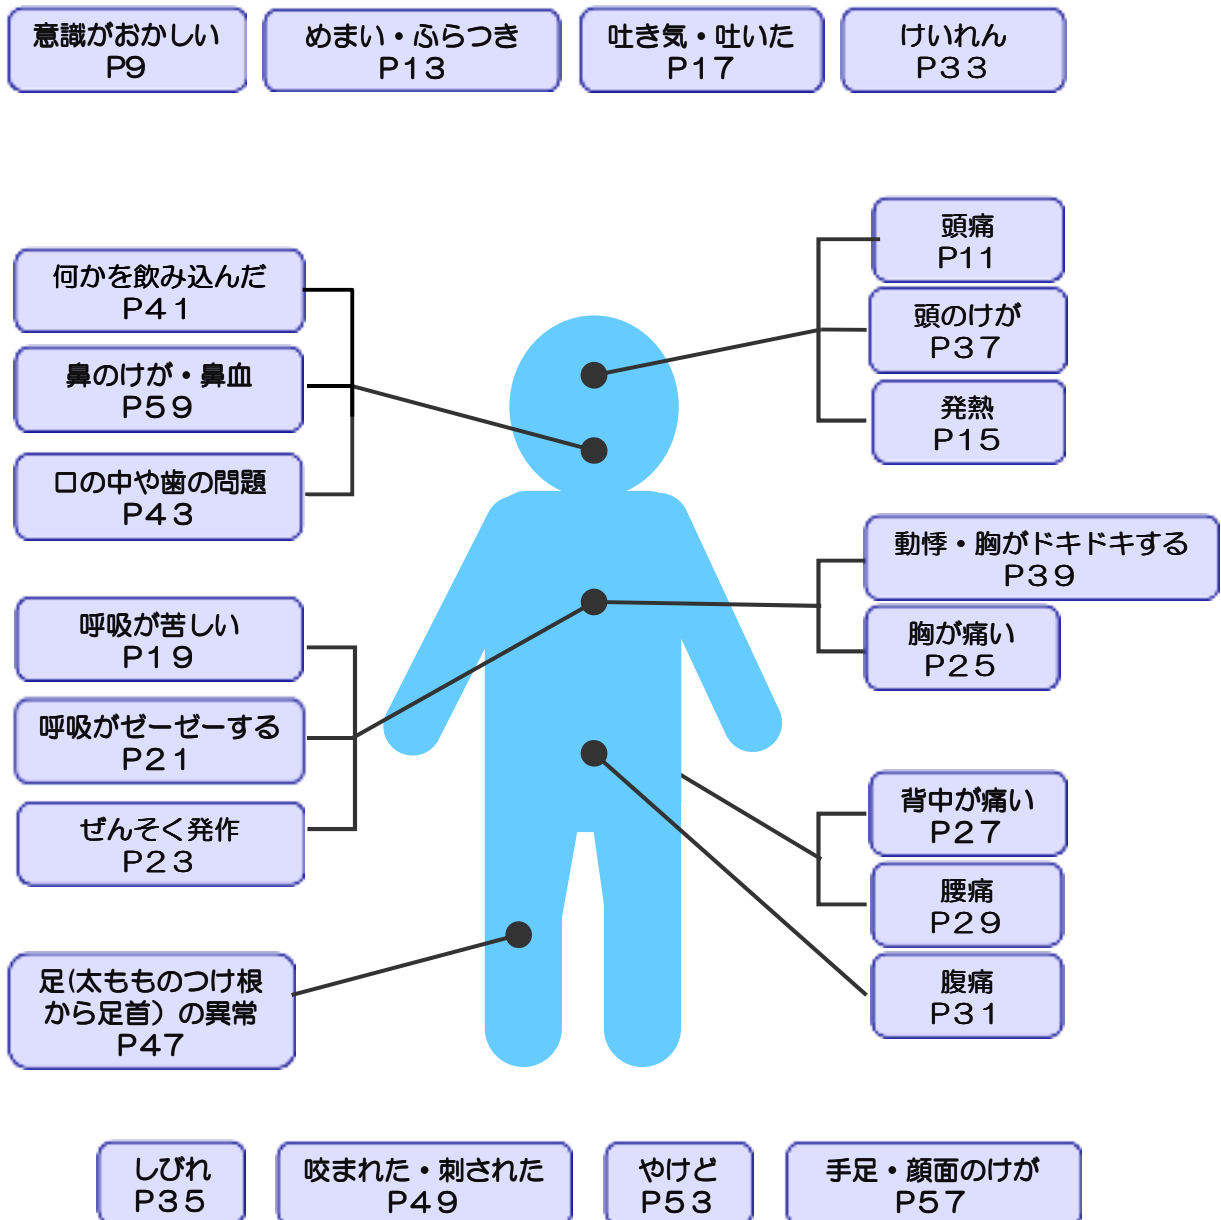 意識がおかしい
P9
めまい・ふらつき
P13
吐き気・吐いた
P17
けいれん
P33
頭痛
P11
頭のけが
P37
発熱
P15
何かを飲み込んだ
P41
鼻のけが・鼻血
P59
口の中や歯の問題
P43
動悸・胸がドキドキする
P39
胸が痛い
P25
呼吸が苦しい
P19
呼吸がゼーゼーする
P21
ぜんそく発作
P23
背中が痛い
P27
腰痛
P29
腹痛
P31
足(太もものつけ根
から足首）の異常
P47
しびれ
P35
咬まれた・刺された
P49
やけど
P53
手足・顔面のけが
P57